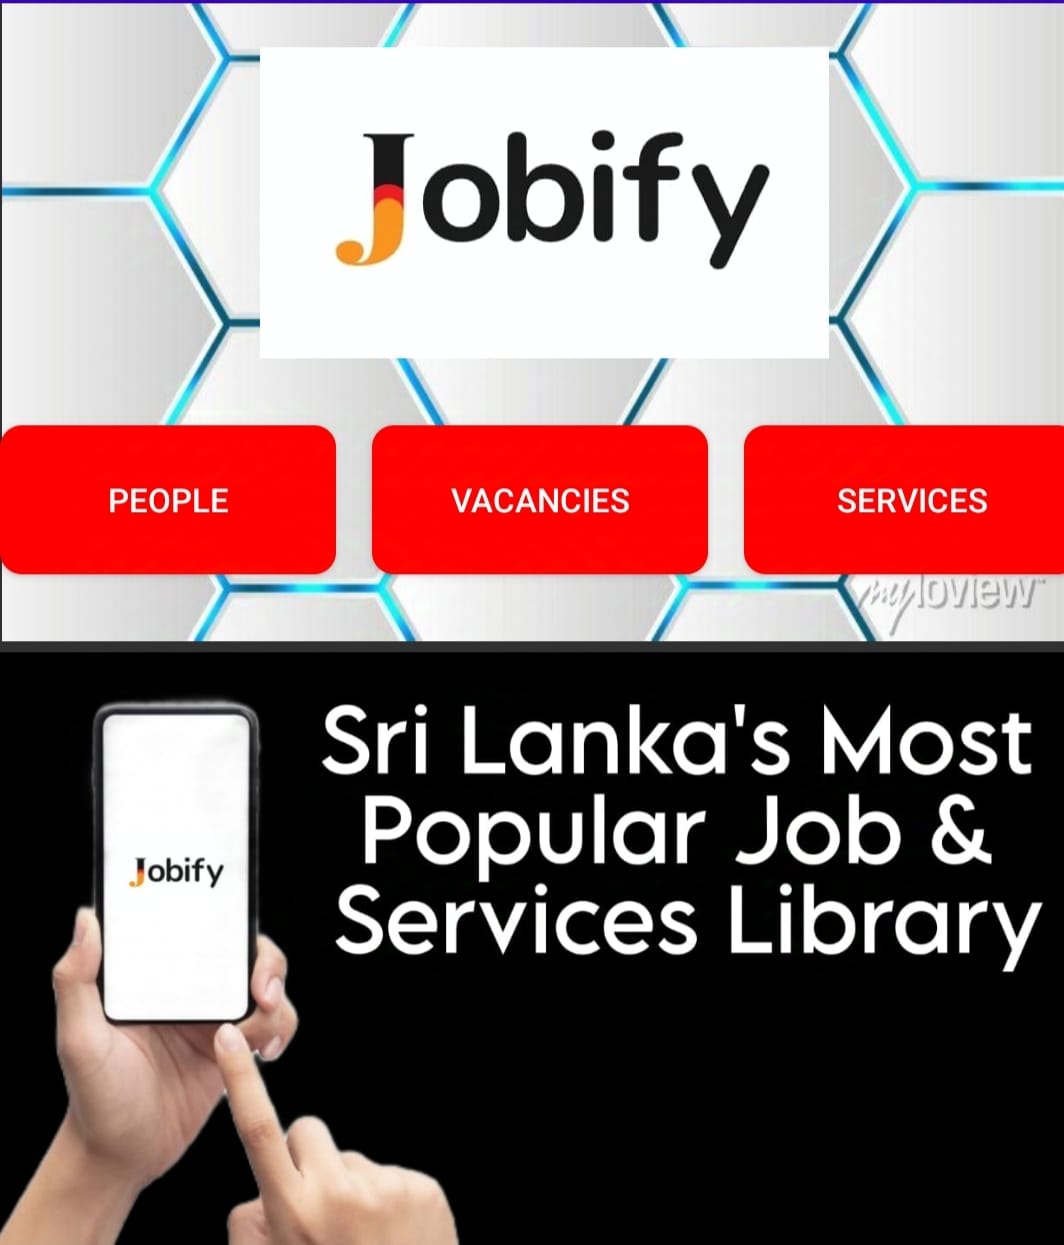 Jobify
PEOPLE
VACANCIES
SERVICES
myloview
Sri Lanka's Most
Popular Job &
Services Library
Jobify